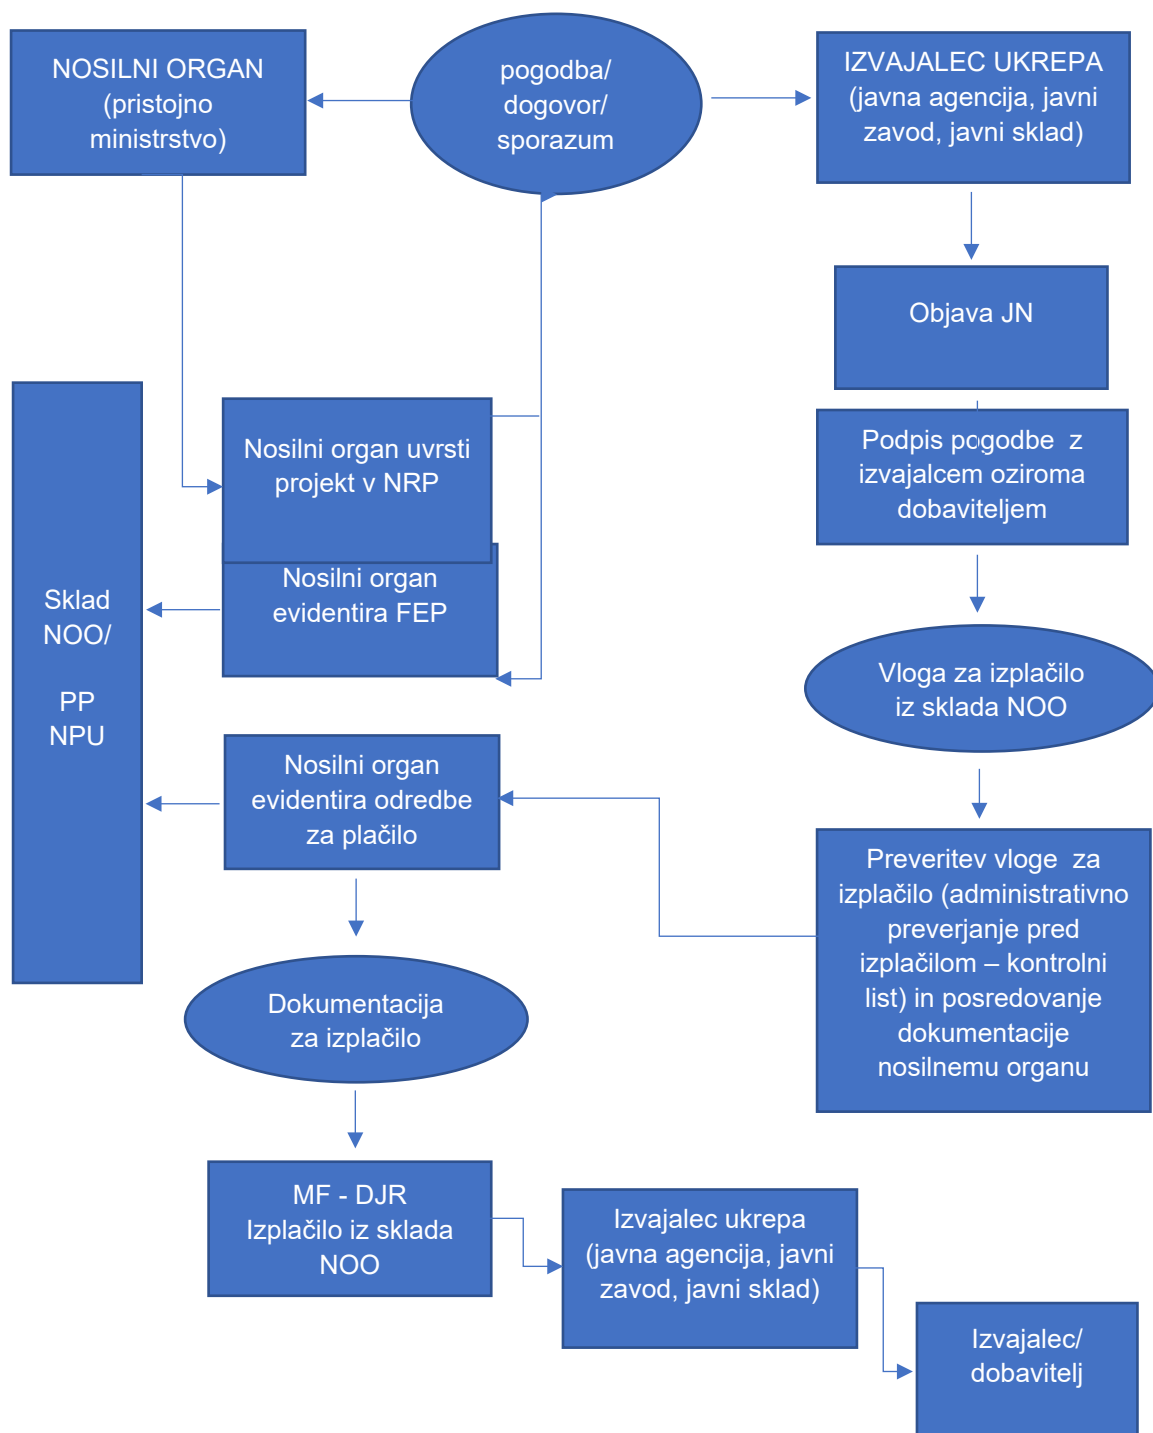 NOSILNI ORGAN
(pristojno
ministrstvo)
pogodba/
dogovor/
sporazum
IZVAJALEC UKREPA
(javna agencija, javni
zavod, javni sklad)
Objava JN
Podpis pogodbe z
izvajalcem oziroma
dobaviteljem
Nosilni organ uvrsti
projekt v NRP
Nosilni organ
evidentira FEP
Sklad
NOO/
PP
NPU
Vloga za izplačilo
iz sklada NOO
Nosilni organ
evidentira odredbe
za plačilo
Preveritev vloge za
izplačilo (administrativno
preverjanje pred
izplačilom – kontrolni
list) in posredovanje
dokumentacije
nosilnemu organu
Dokumentacija
za izplačilo
MF - DJR
Izplačilo iz sklada
NOO
Izvajalec ukrepa
(javna agencija, javni
zavod, javni sklad)
Izvajalec/
dobavitelj